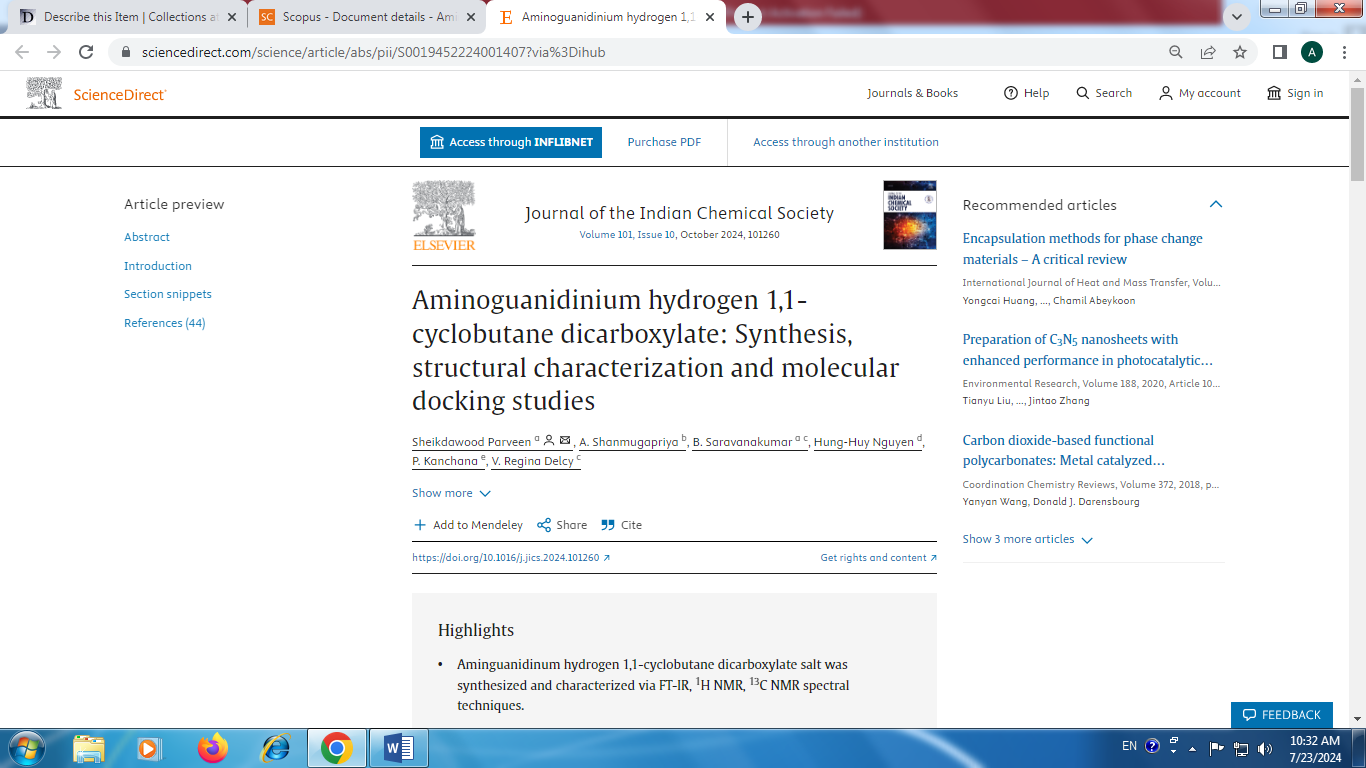 Describe this Item | Collections at
Scopus - Document details - Ami
Aminoguanidinium hydrogen 1,1
sciencedirect.com/science/article/abs/pii/S0019452224001407?via%3Dihub
A
ScienceDirect
Journals & Books
Help
Search
My account
Sign in
Access through INFLIBNET
Purchase PDF
Access through another institution
Article preview
Abstract
Introduction
Section snippets
References (44)
ELSEVIER
Journal of the Indian Chemical Society
Volume 101, Issue 10, October 2024, 101260
INDIAN
CHEMICAL
SOCIETY
Aminoguanidinium hydrogen 1,1-
cyclobutane dicarboxylate: Synthesis,
structural characterization and molecular
docking studies
Sheikdawood Parveen a, A. Shanmugapriya b, B. Saravanakumar a c, Hung-Huy Nguyen d,
P. Kanchana e, V. Regina Delcy c
Show more
Add to Mendeley
Share
Cite
https://doi.org/10.1016/j.jics.2024.101260
Get rights and content
Highlights
• Aminguanidinum hydrogen 1,1-cyclobutane dicarboxylate salt was
synthesized and characterized via FT-IR, ¹H NMR, ¹³C NMR spectral
techniques.
Recommended articles
Encapsulation methods for phase change
materials – A critical review
International Journal of Heat and Mass Transfer, Volu...
Yongcai Huang, ..., Chamil Abeykoon
Preparation of C₃N₅ nanosheets with
enhanced performance in photocatalytic...
Environmental Research, Volume 188, 2020, Article 10...
Tianyu Liu, ..., Jintao Zhang
Carbon dioxide-based functional
polycarbonates: Metal catalyzed...
Coordination Chemistry Reviews, Volume 372, 2018, p...
Yanyan Wang, Donald J. Darensbourg
Show 3 more articles
FEEDBACK
EN
10:32 AM
7/23/2024